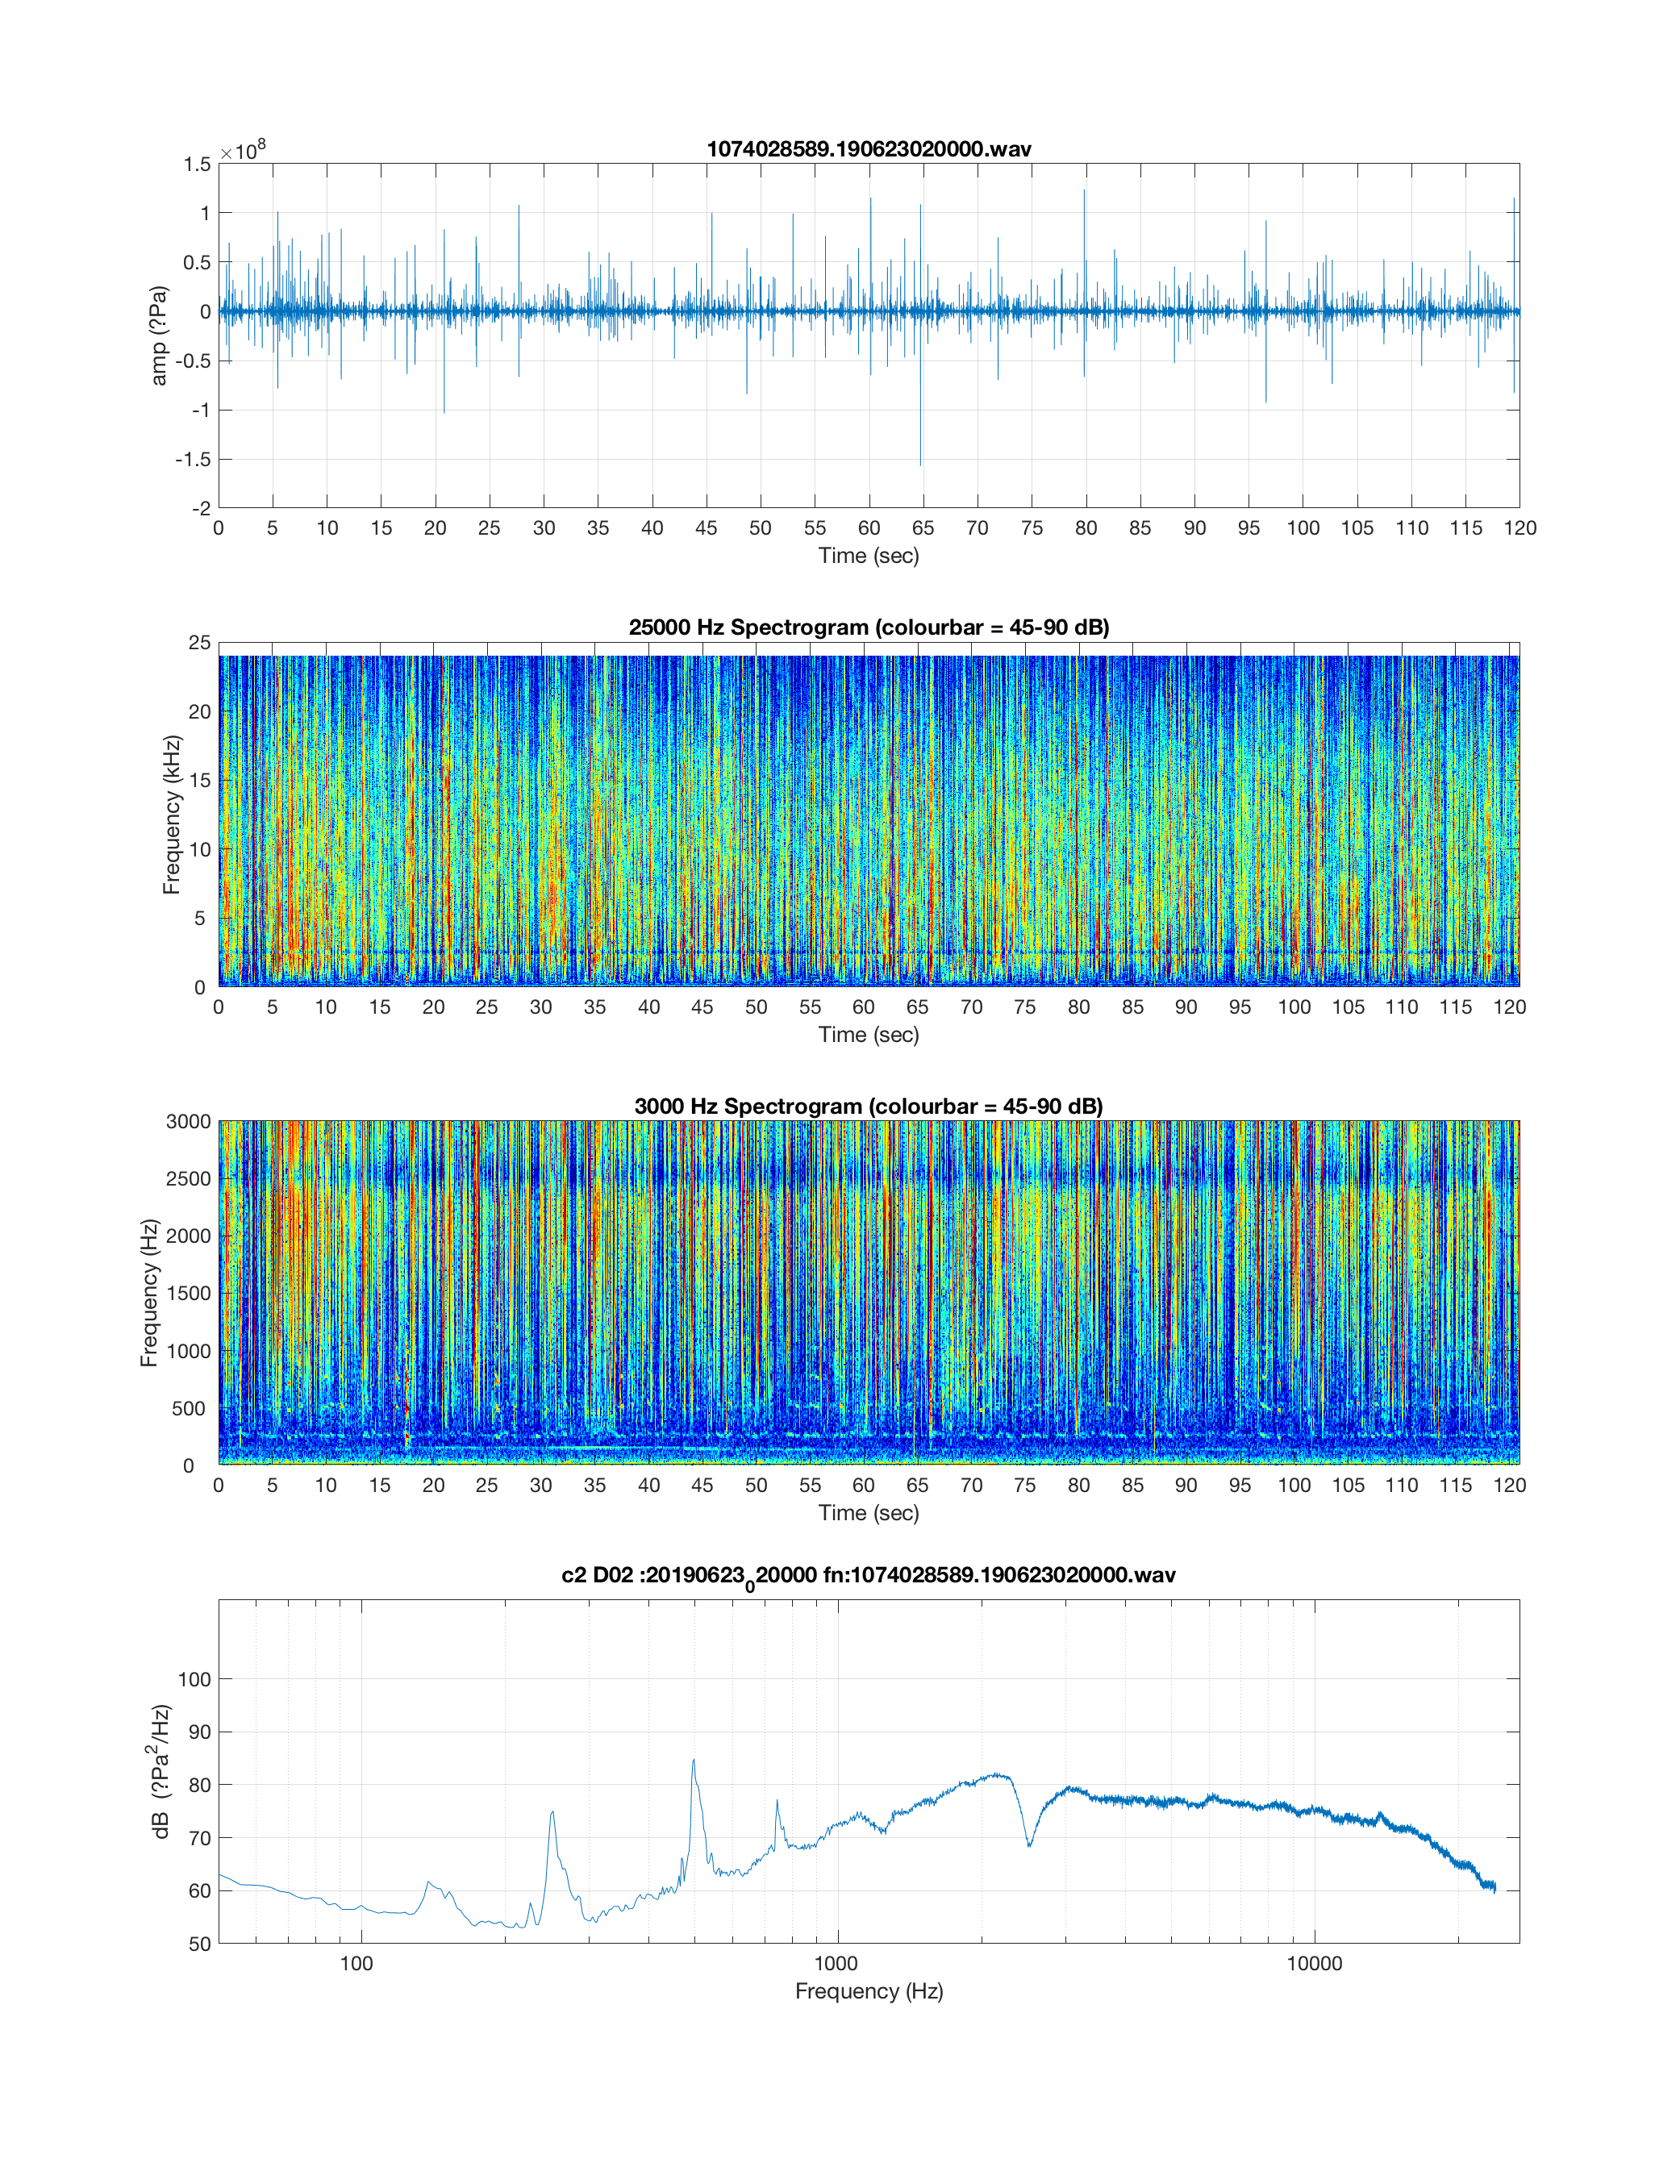 1074028589.190623020000.wav
×10⁸
1.5
1
0.5
0
-0.5
-1
-1.5
-2
amp (?Pa)
0 5 10 15 20 25 30 35 40 45 50 55 60 65 70 75 80 85 90 95 100 105 110 115 120
Time (sec)
25000 Hz Spectrogram (colourbar = 45-90 dB)
25
20
15
10
5
0
Frequency (kHz)
0 5 10 15 20 25 30 35 40 45 50 55 60 65 70 75 80 85 90 95 100 105 110 115 120
Time (sec)
3000 Hz Spectrogram (colourbar = 45-90 dB)
3000
2500
2000
1500
1000
500
0
Frequency (Hz)
0 5 10 15 20 25 30 35 40 45 50 55 60 65 70 75 80 85 90 95 100 105 110 115 120
Time (sec)
c2 D02 :20190623₀20000 fn:1074028589.190623020000.wav
100
90
80
70
60
50
dB (?Pa²/Hz)
100 1000 10000
Frequency (Hz)